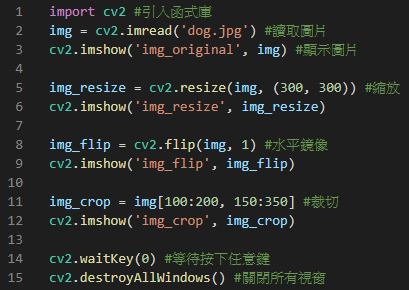 1 import cv2 #引入函式庫
2 img = cv2.imread('dog.jpg') #讀取圖片
3 cv2.imshow('img_original', img) #顯示圖片
4
5 img_resize = cv2.resize(img, (300, 300)) #縮放
6 cv2.imshow('img_resize', img_resize)
7
8 img_flip = cv2.flip(img, 1) #水平鏡像
9 cv2.imshow('img_flip', img_flip)
10
11 img_crop = img[100:200, 150:350] #裁切
12 cv2.imshow('img_crop', img_crop)
13
14 cv2.waitKey(0) #等待按下任意鍵
15 cv2.destroyAllWindows() #關閉所有視窗